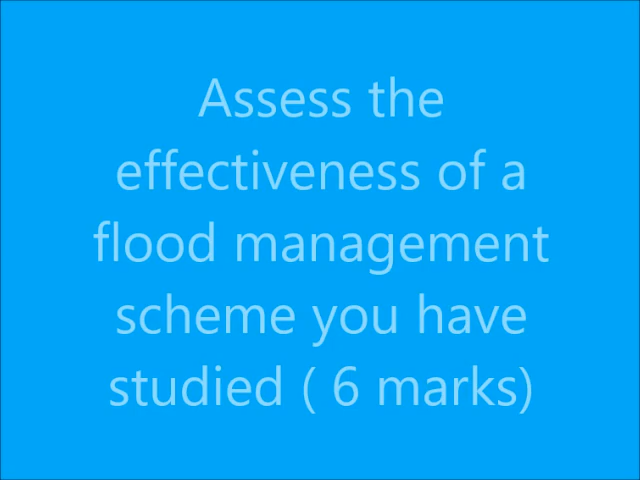 Assess the
effectiveness of a
flood management
scheme you have
studied ( 6 marks)